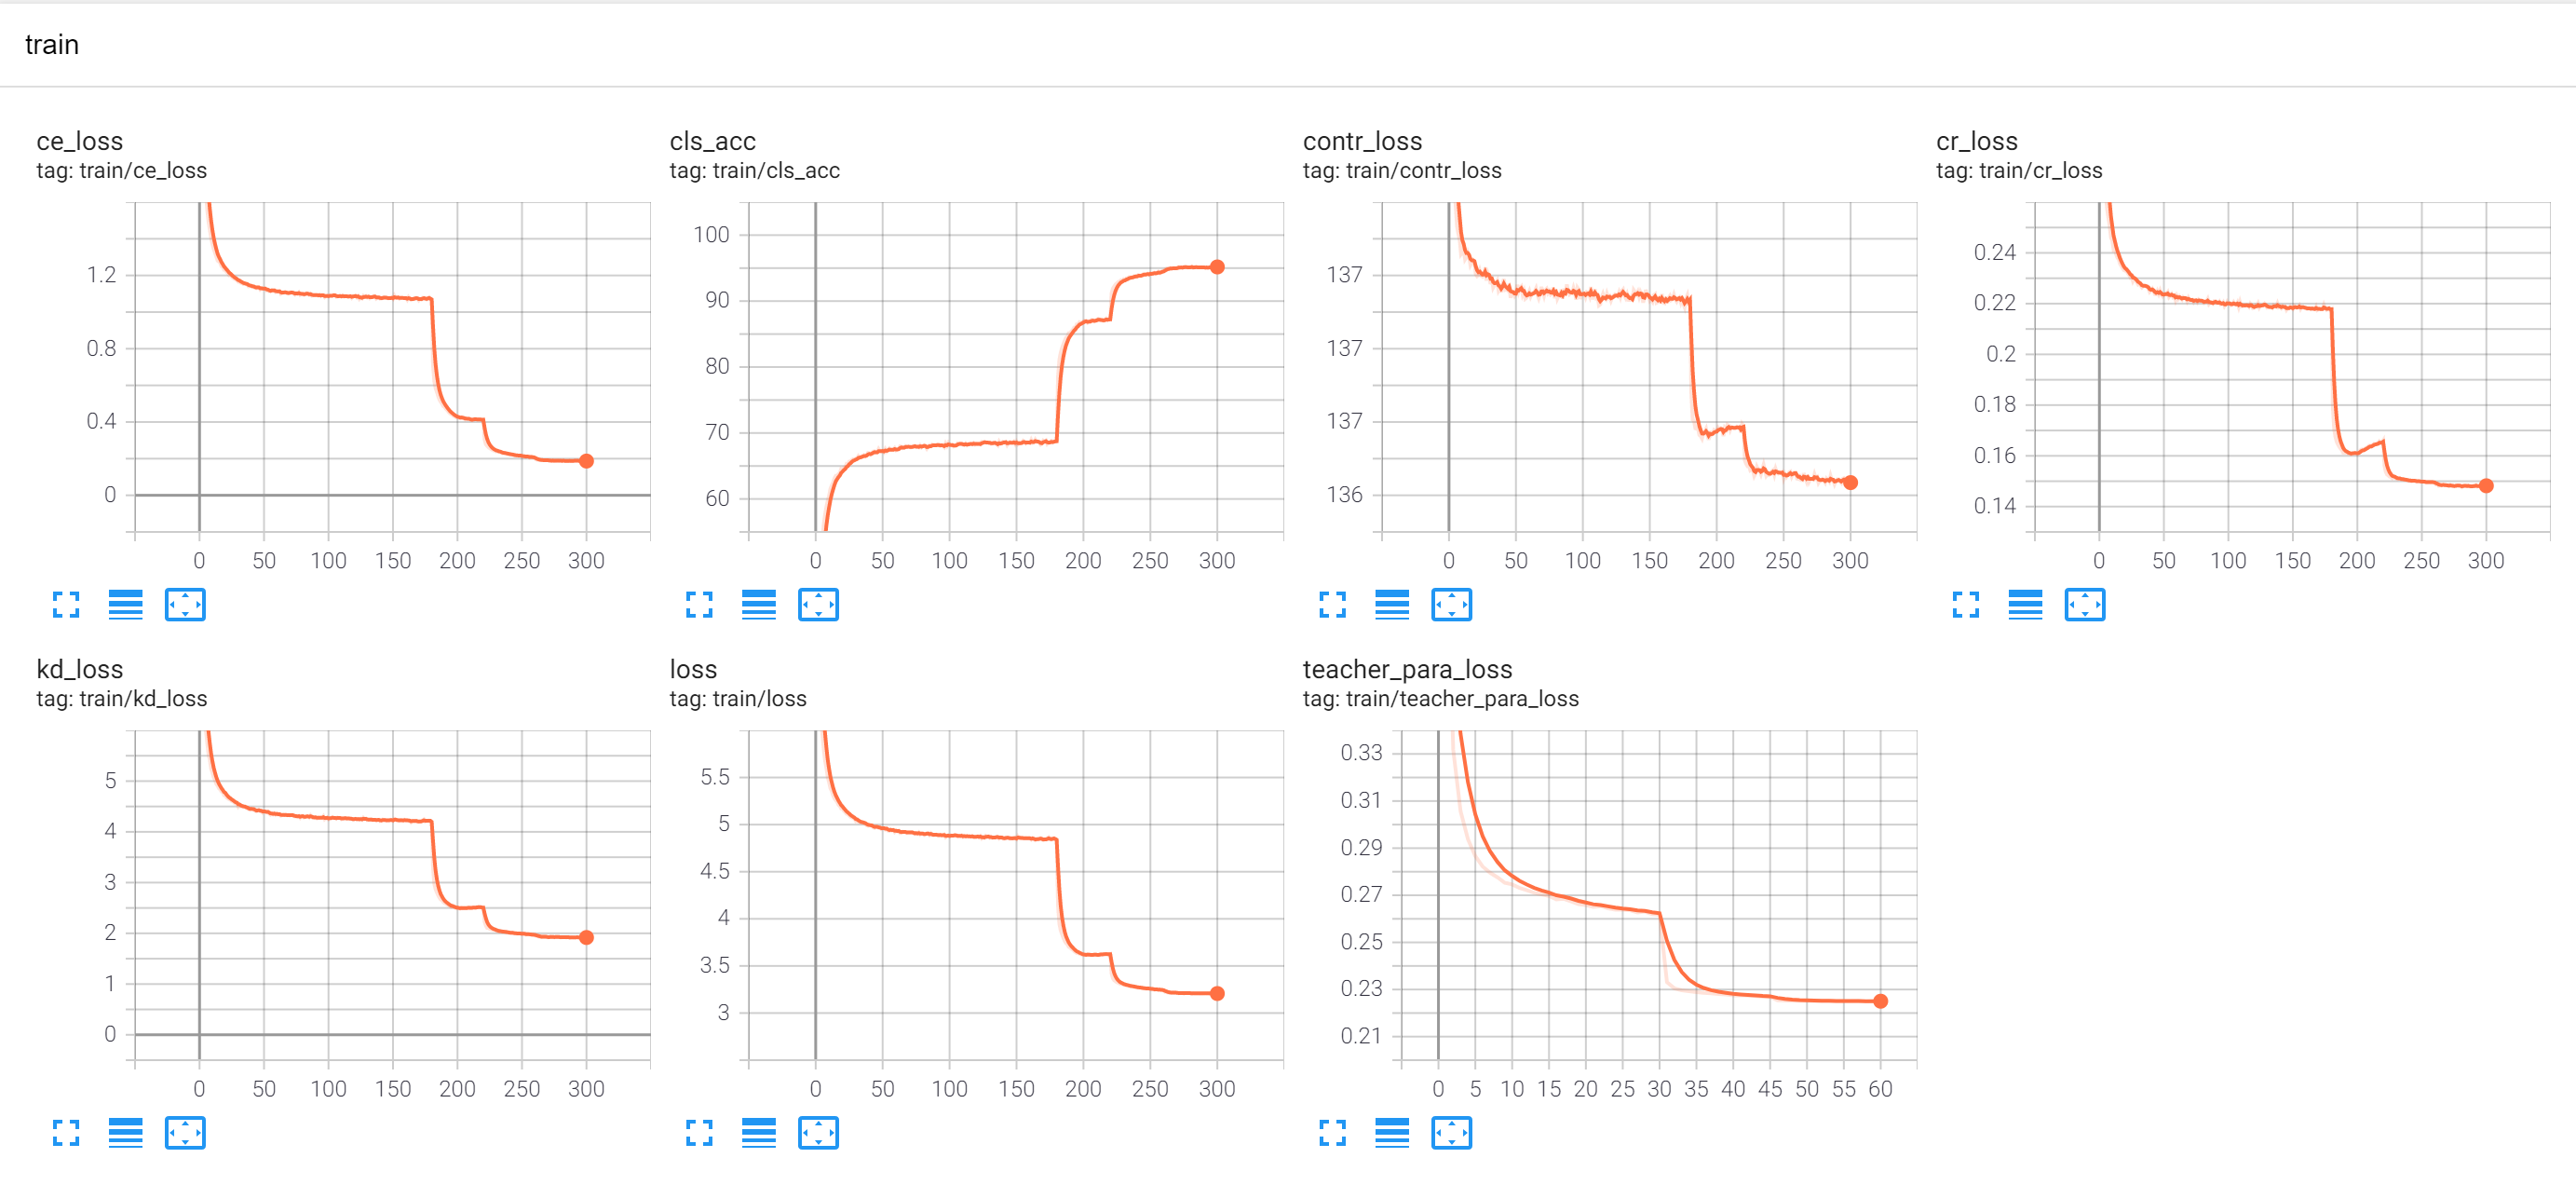 train
ce_loss
tag: train/ce_loss
1.2
0.8
0.4
0
0 50 100 150 200 250 300
cls_acc
tag: train/cls_acc
100
90
80
70
60
0 50 100 150 200 250 300
contr_loss
tag: train/contr_loss
137
137
137
136
0 50 100 150 200 250 300
cr_loss
tag: train/cr_loss
0.24
0.22
0.2
0.18
0.16
0.14
0 50 100 150 200 250 300
kd_loss
tag: train/kd_loss
5
4
3
2
1
0
0 50 100 150 200 250 300
loss
tag: train/loss
5.5
5
4.5
4
3.5
3
0 50 100 150 200 250 300
teacher_para_loss
tag: train/teacher_para_loss
0.33
0.31
0.29
0.27
0.25
0.23
0.21
0 5 10 15 20 25 30 35 40 45 50 55 60